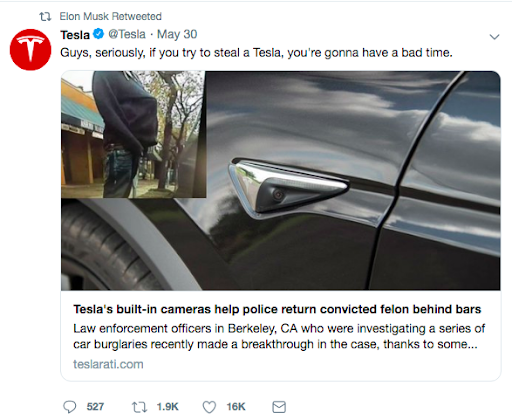 Elon Musk Retweeted
Tesla @Tesla · May 30
Guys, seriously, if you try to steal a Tesla, you're gonna have a bad time.
Tesla's built-in cameras help police return convicted felon behind bars
Law enforcement officers in Berkeley, CA who were investigating a series of
car burglaries recently made a breakthrough in the case, thanks to some...
teslarati.com
527 1.9K 16K